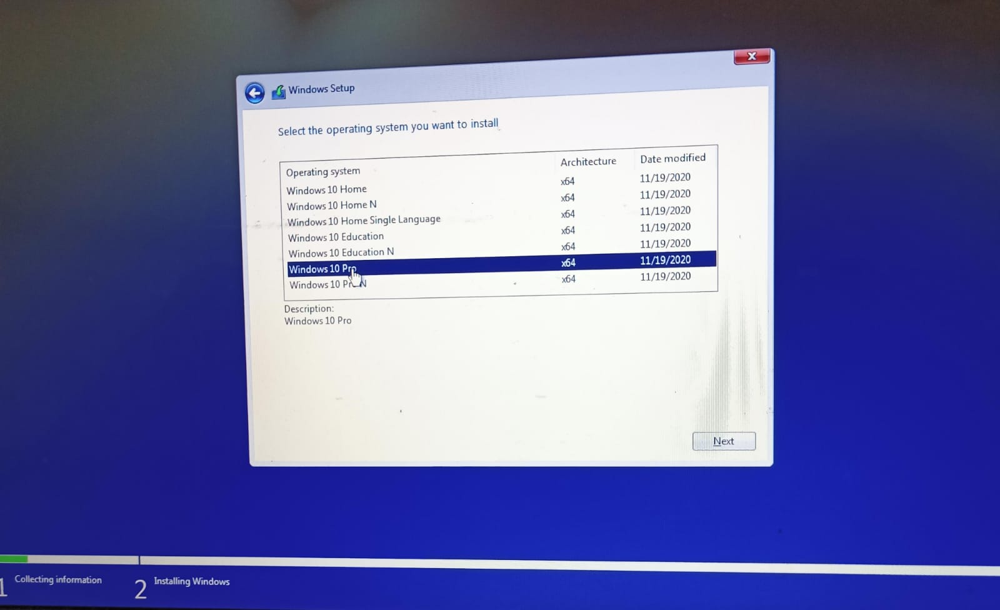 X
Windows Setup
Select the operating system you want to install
Operating system Architecture Date modified
Windows 10 Home x64 11/19/2020
Windows 10 Home N x64 11/19/2020
Windows 10 Home Single Language x64 11/19/2020
Windows 10 Education x64 11/19/2020
Windows 10 Education N x64 11/19/2020
Windows 10 Pro x64 11/19/2020
Windows 10 Pro N x64 11/19/2020
Description:
Windows 10 Pro
Next
1 Collecting information 2 Installing Windows